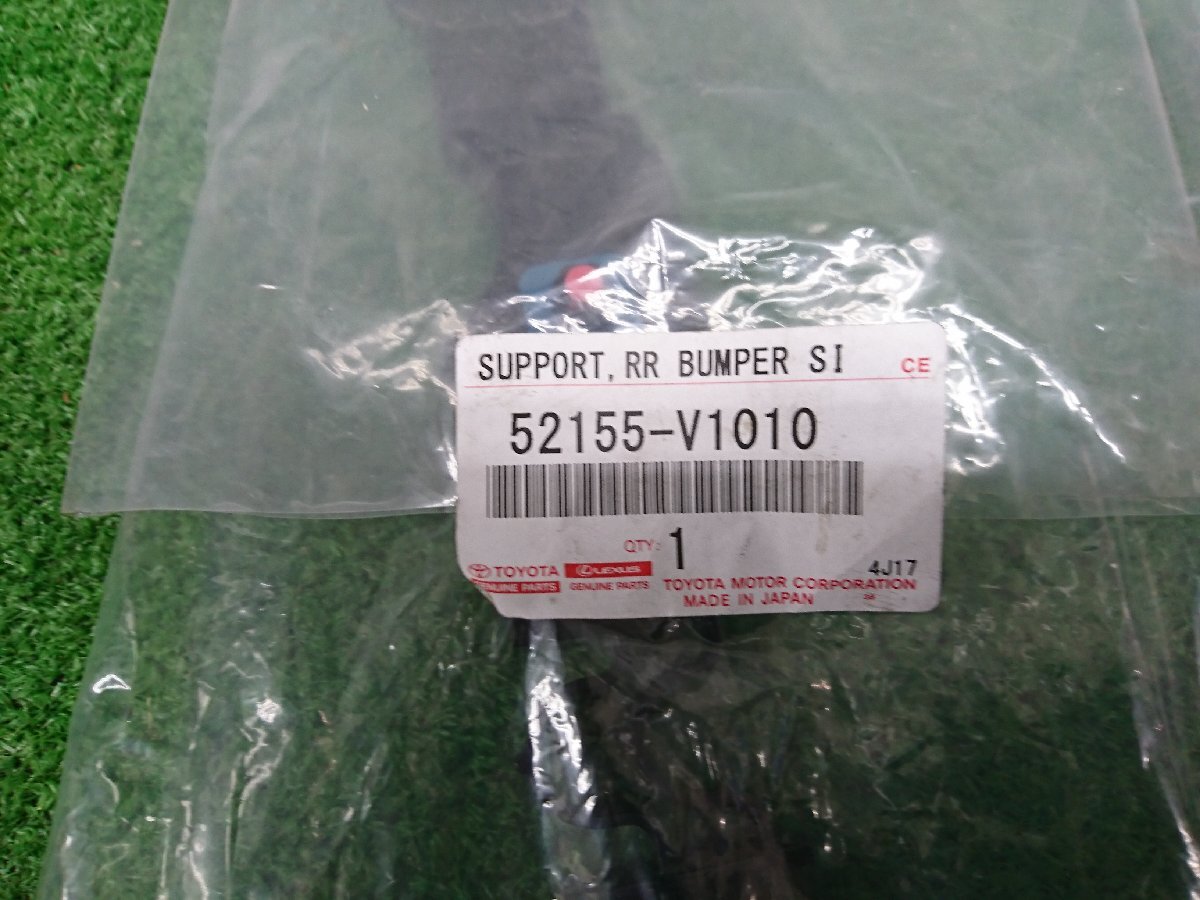 SUPPORT, RR BUMPER SI CE
52155-V1010
QTY: 1
4J17
TOYOTA LEXUS
GENUINE PARTS GENUINE PARTS
TOYOTA MOTOR CORPORATION
MADE IN JAPAN